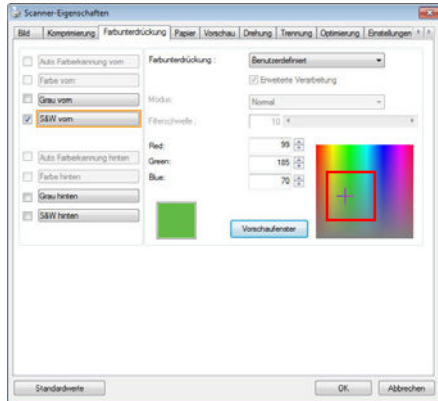 Scanner-Eigenschaften
Bild Komprimierung Farbunterdrückung Papier Vorschau Drehung Trennung Optimierung Einstellungen
Auto Farberkennung vorn
Farbe vorn
Grau vorn
S&W vorn
Auto Farberkennung hinten
Farbe hinten
Grau hinten
S&W hinten
Farbunterdrückung : Benutzerdefiniert
Erweiterte Verarbeitung
Modus: Normal
Filterschwelle : 10
Red: 99
Green: 185
Blue: 70
Vorschaufenster
Standardwerte OK Abbrechen